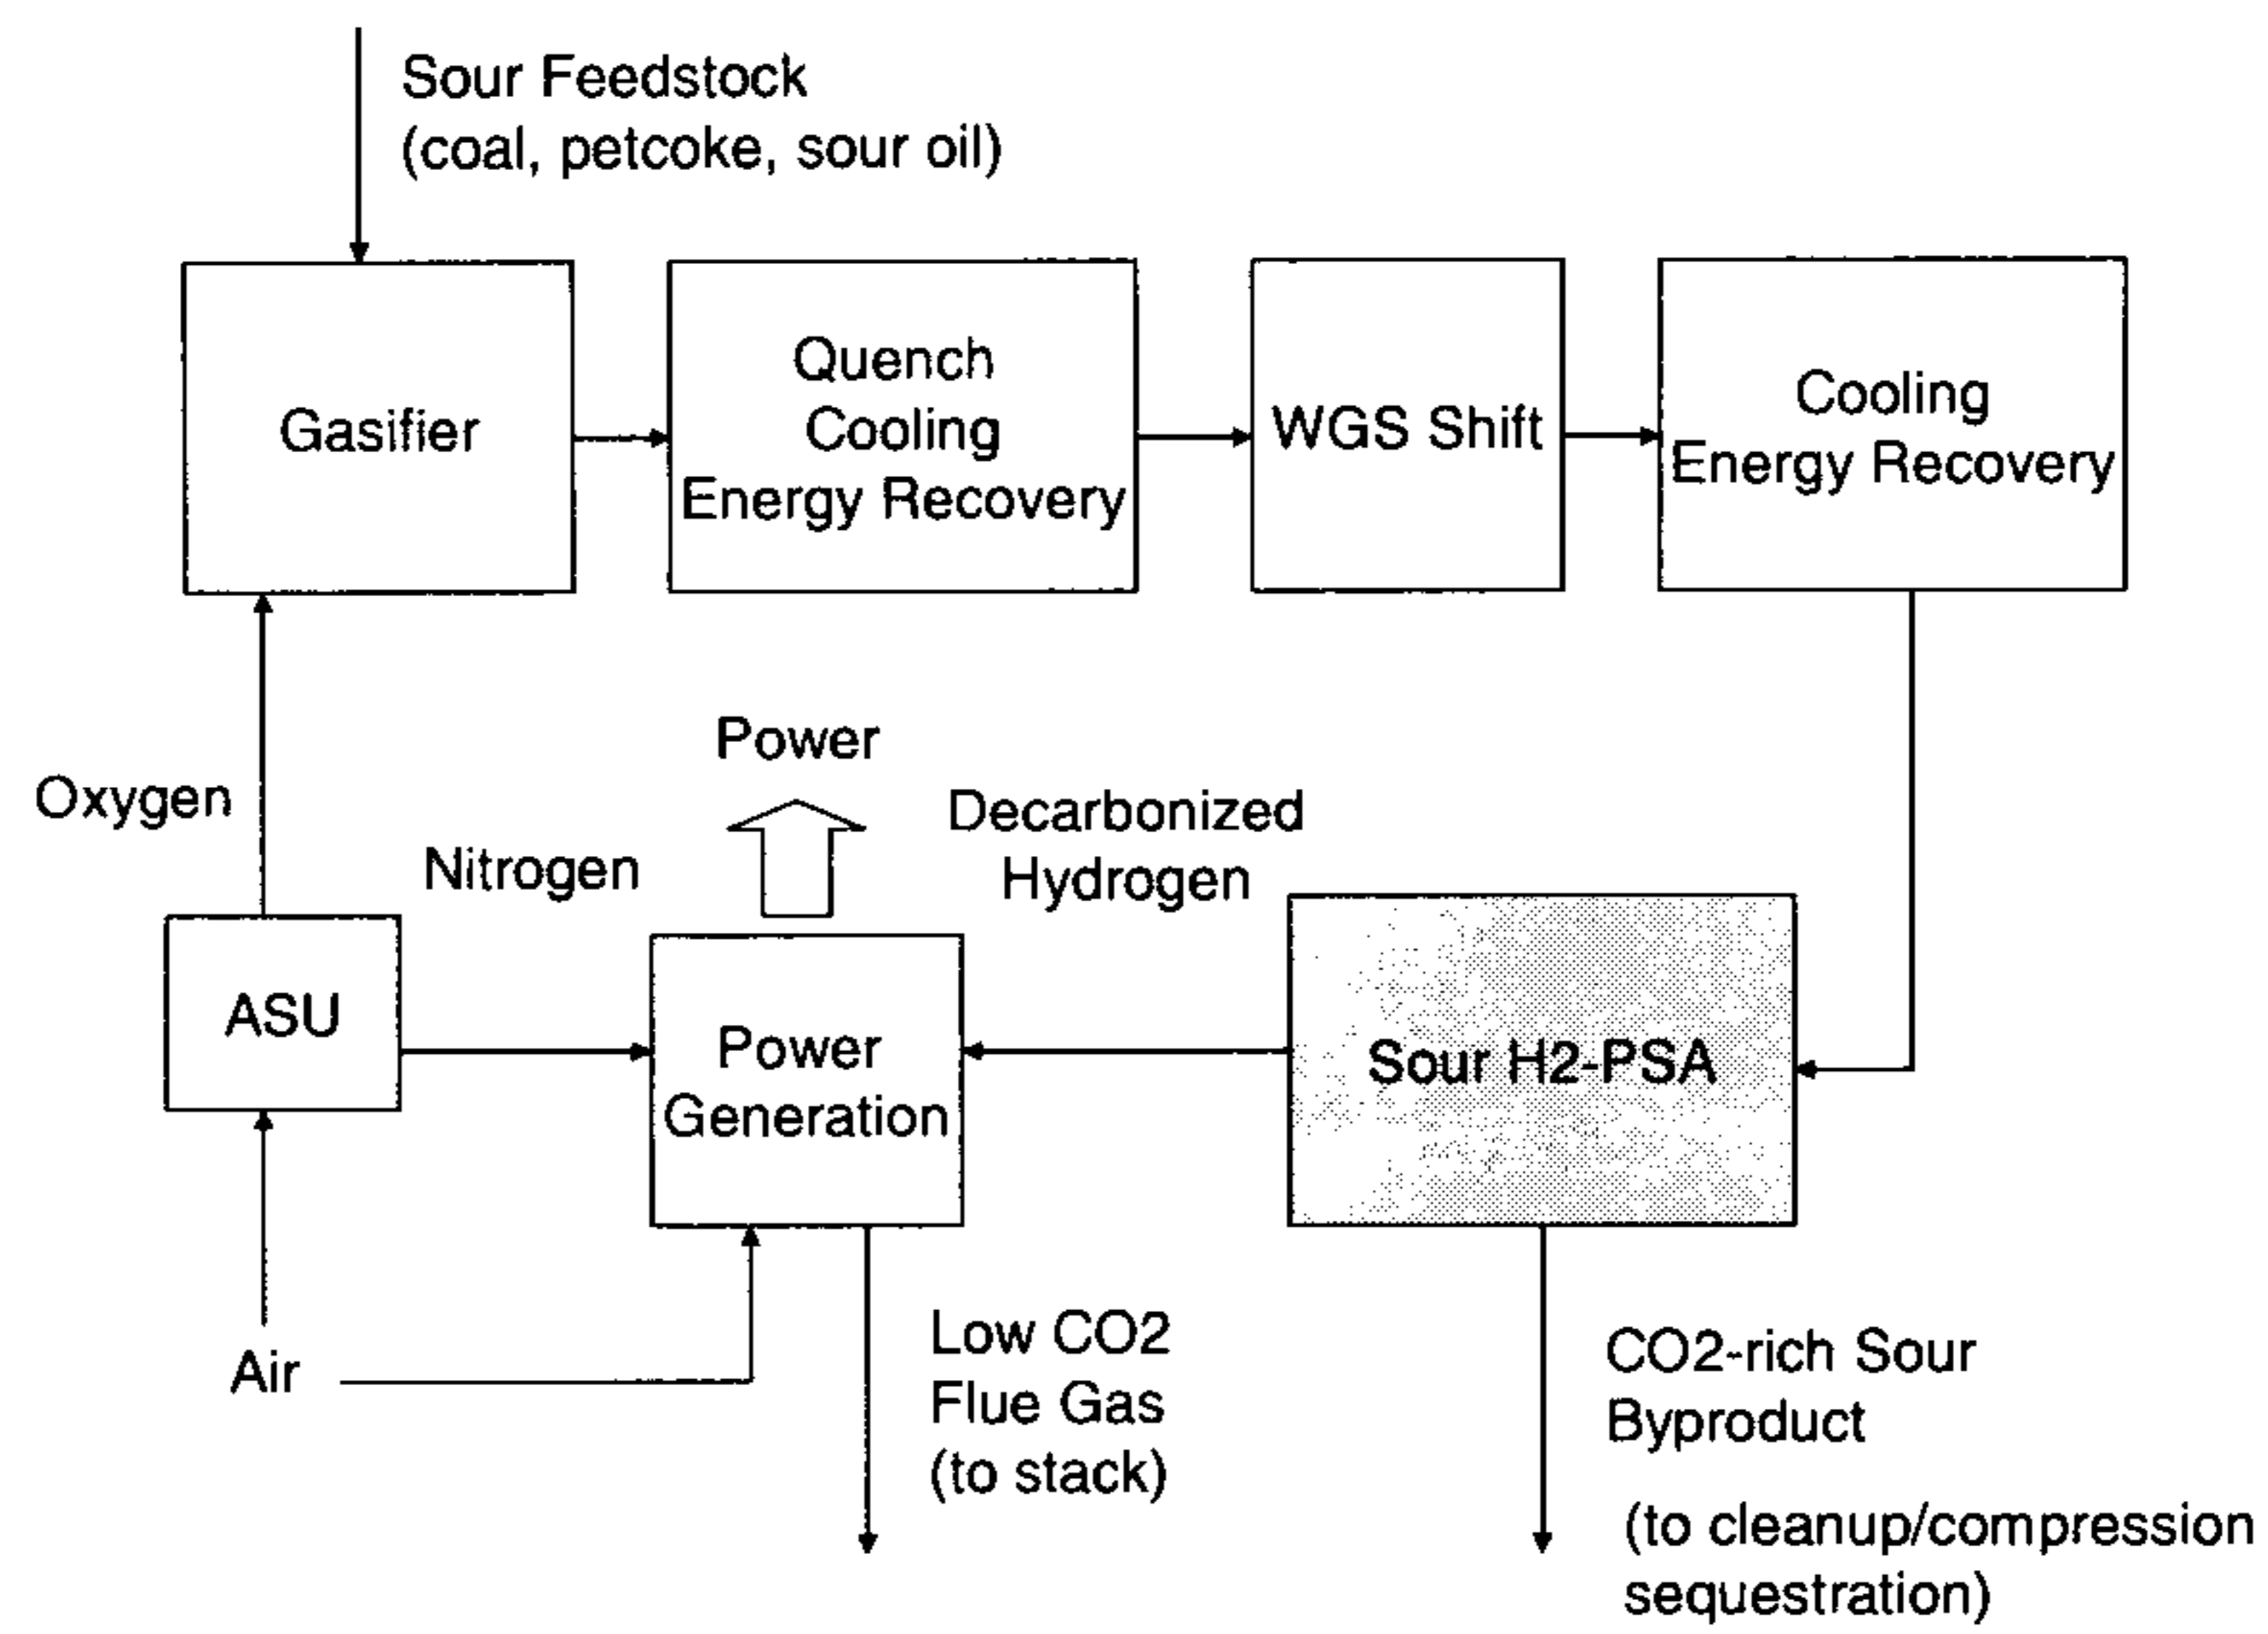 Sour Feedstock
(coal, petcoke, sour oil)
Gasifier
Quench
Cooling
Energy Recovery
WGS Shift
Cooling
Energy Recovery
Oxygen
Nitrogen
Power
Decarbonized
Hydrogen
ASU
Power
Generation
Sour H2-PSA
Air
Low CO2
Flue Gas
(to stack)
CO2-rich Sour
Byproduct
(to cleanup/compression
sequestration)